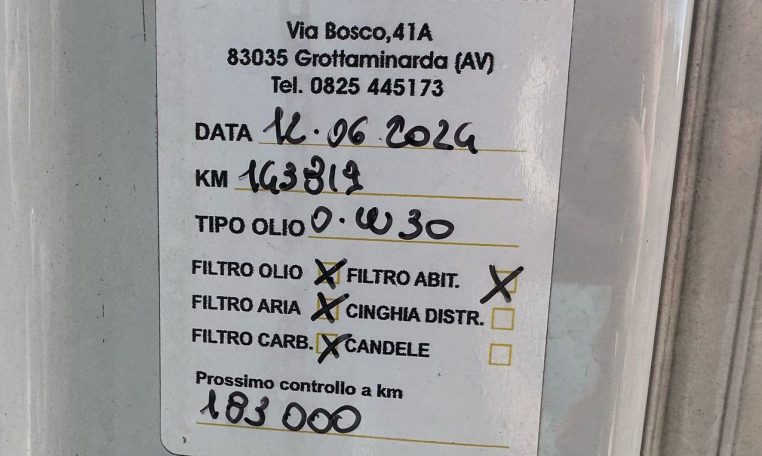 Via Bosco,41A
83035 Grottaminarda (AV)
Tel. 0825 445173
DATA 12.06.2024
KM 143819
TIPO OLIO 0.W30
FILTRO OLIO X FILTRO ABIT. X
FILTRO ARIA X CINGHIA DISTR.
FILTRO CARB. X CANDELE
Prossimo controllo a km
183000